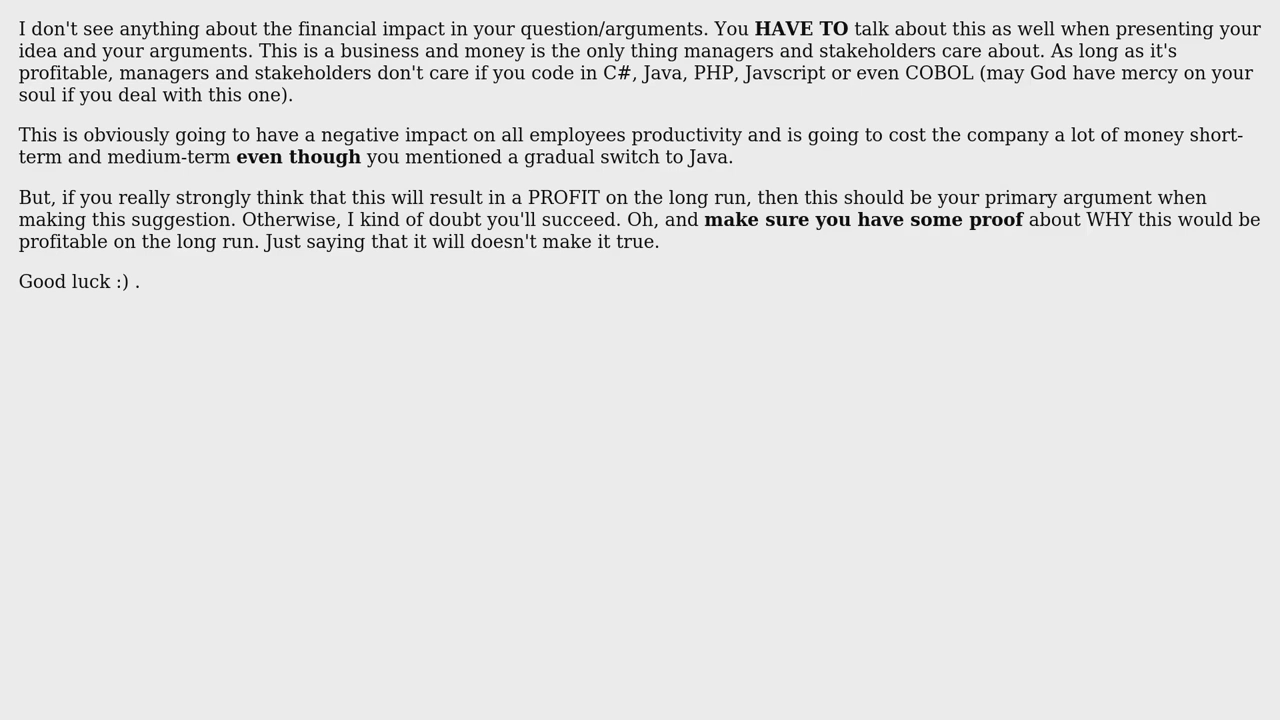 I don't see anything about the financial impact in your question/arguments. You HAVE TO talk about this as well when presenting your
idea and your arguments. This is a business and money is the only thing managers and stakeholders care about. As long as it's
profitable, managers and stakeholders don't care if you code in C#, Java, PHP, Javscript or even COBOL (may God have mercy on your
soul if you deal with this one).
This is obviously going to have a negative impact on all employees productivity and is going to cost the company a lot of money short-
term and medium-term even though you mentioned a gradual switch to Java.
But, if you really strongly think that this will result in a PROFIT on the long run, then this should be your primary argument when
making this suggestion. Otherwise, I kind of doubt you'll succeed. Oh, and make sure you have some proof about WHY this would be
profitable on the long run. Just saying that it will doesn't make it true.
Good luck :) .